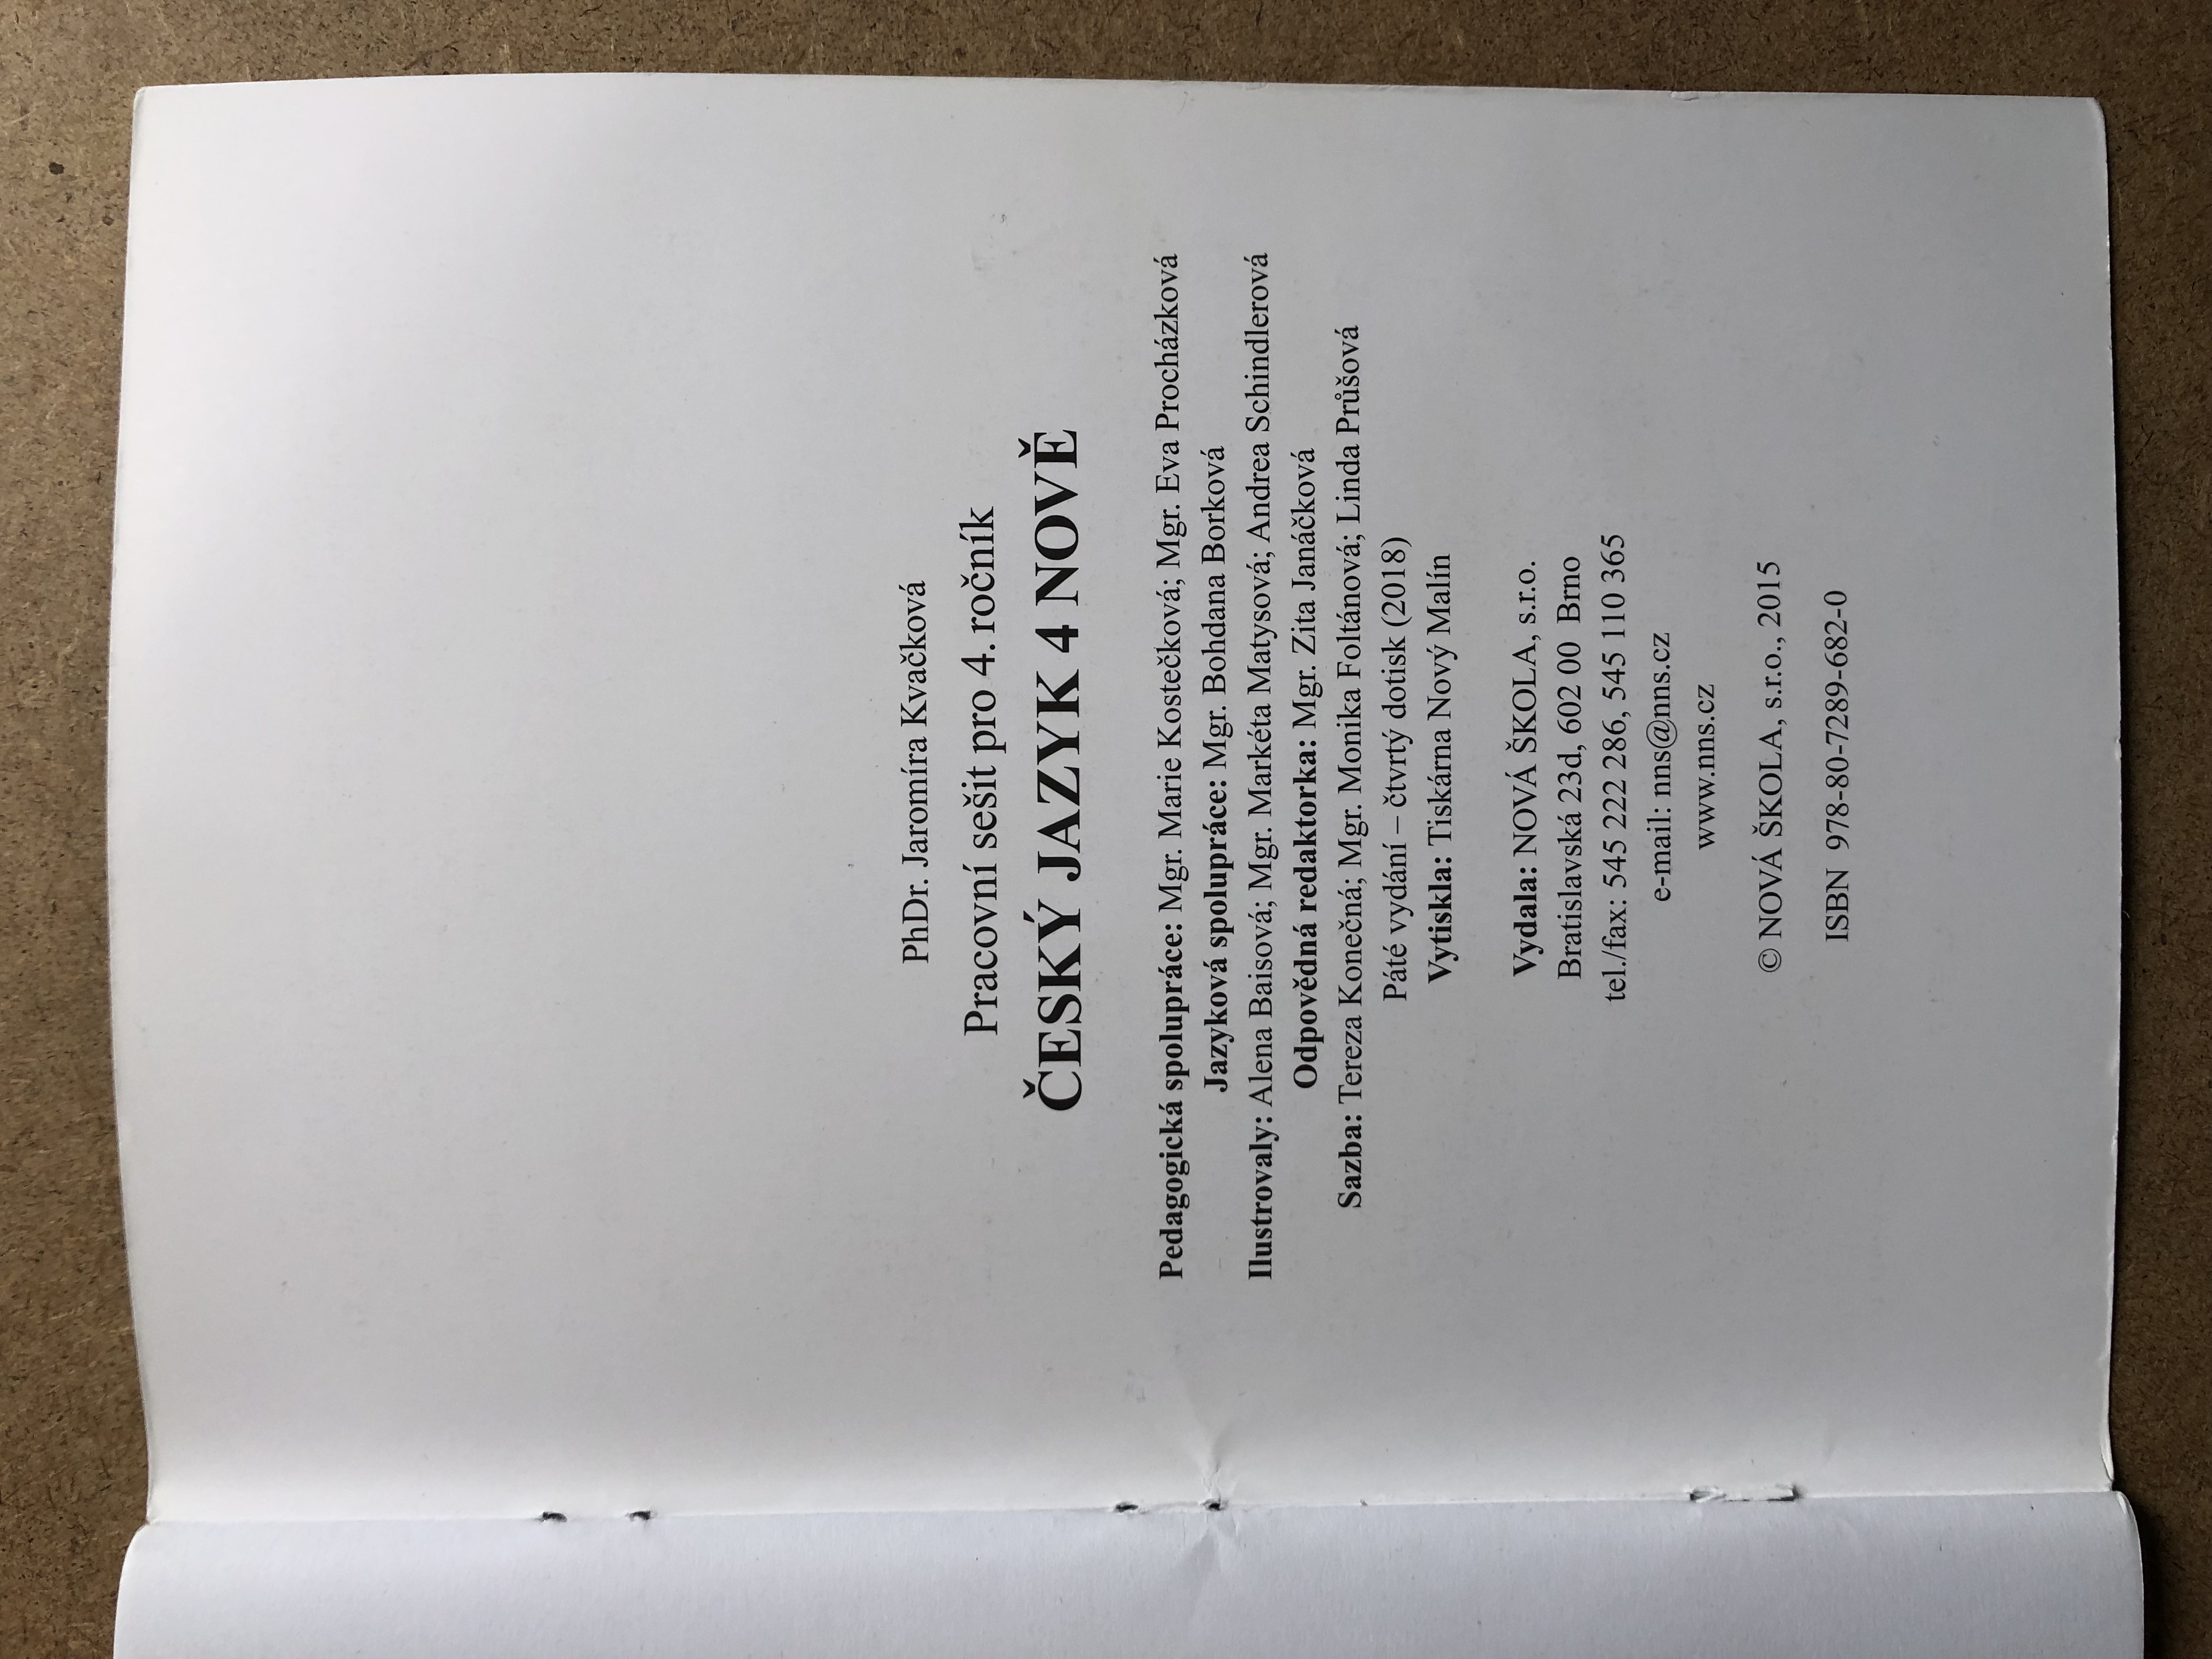 PhDr. Jaromíra Kvačková
Pracovní sešit pro 4. ročník
ČESKÝ JAZYK 4 NOVĚ
Pedagogická spolupráce: Mgr. Marie Kostečková; Mgr. Eva Procházková
Jazyková spolupráce: Mgr. Bohdana Borková
Ilustrovaly: Alena Baisová; Mgr. Markéta Matysová; Andrea Schindlerová
Odpovědná redaktorka: Mgr. Zita Janáčková
Sazba: Tereza Konečná; Mgr. Monika Foltánová; Linda Průšová
Páté vydání – čtvrtý dotisk (2018)
Vytiskla: Tiskárna Nový Malín
Vydala: NOVÁ ŠKOLA, s.r.o.
Bratislavská 23d, 602 00 Brno
tel./fax: 545 222 286, 545 110 365
e-mail: nns@nns.cz
www.nns.cz
© NOVÁ ŠKOLA, s.r.o., 2015
ISBN 978-80-7289-682-0